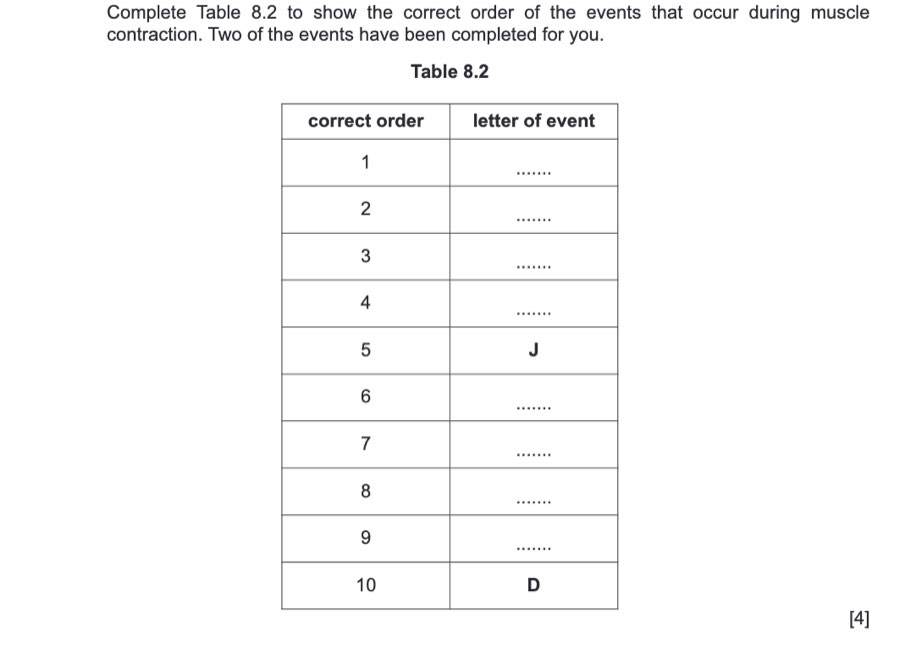 Complete Table 8.2 to show the correct order of the events that occur during muscle
contraction. Two of the events have been completed for you.
Table 8.2
correct order letter of event
1 .......
2 .......
3 .......
4 .......
5 J
6 .......
7 .......
8 .......
9 .......
10 D
[4]